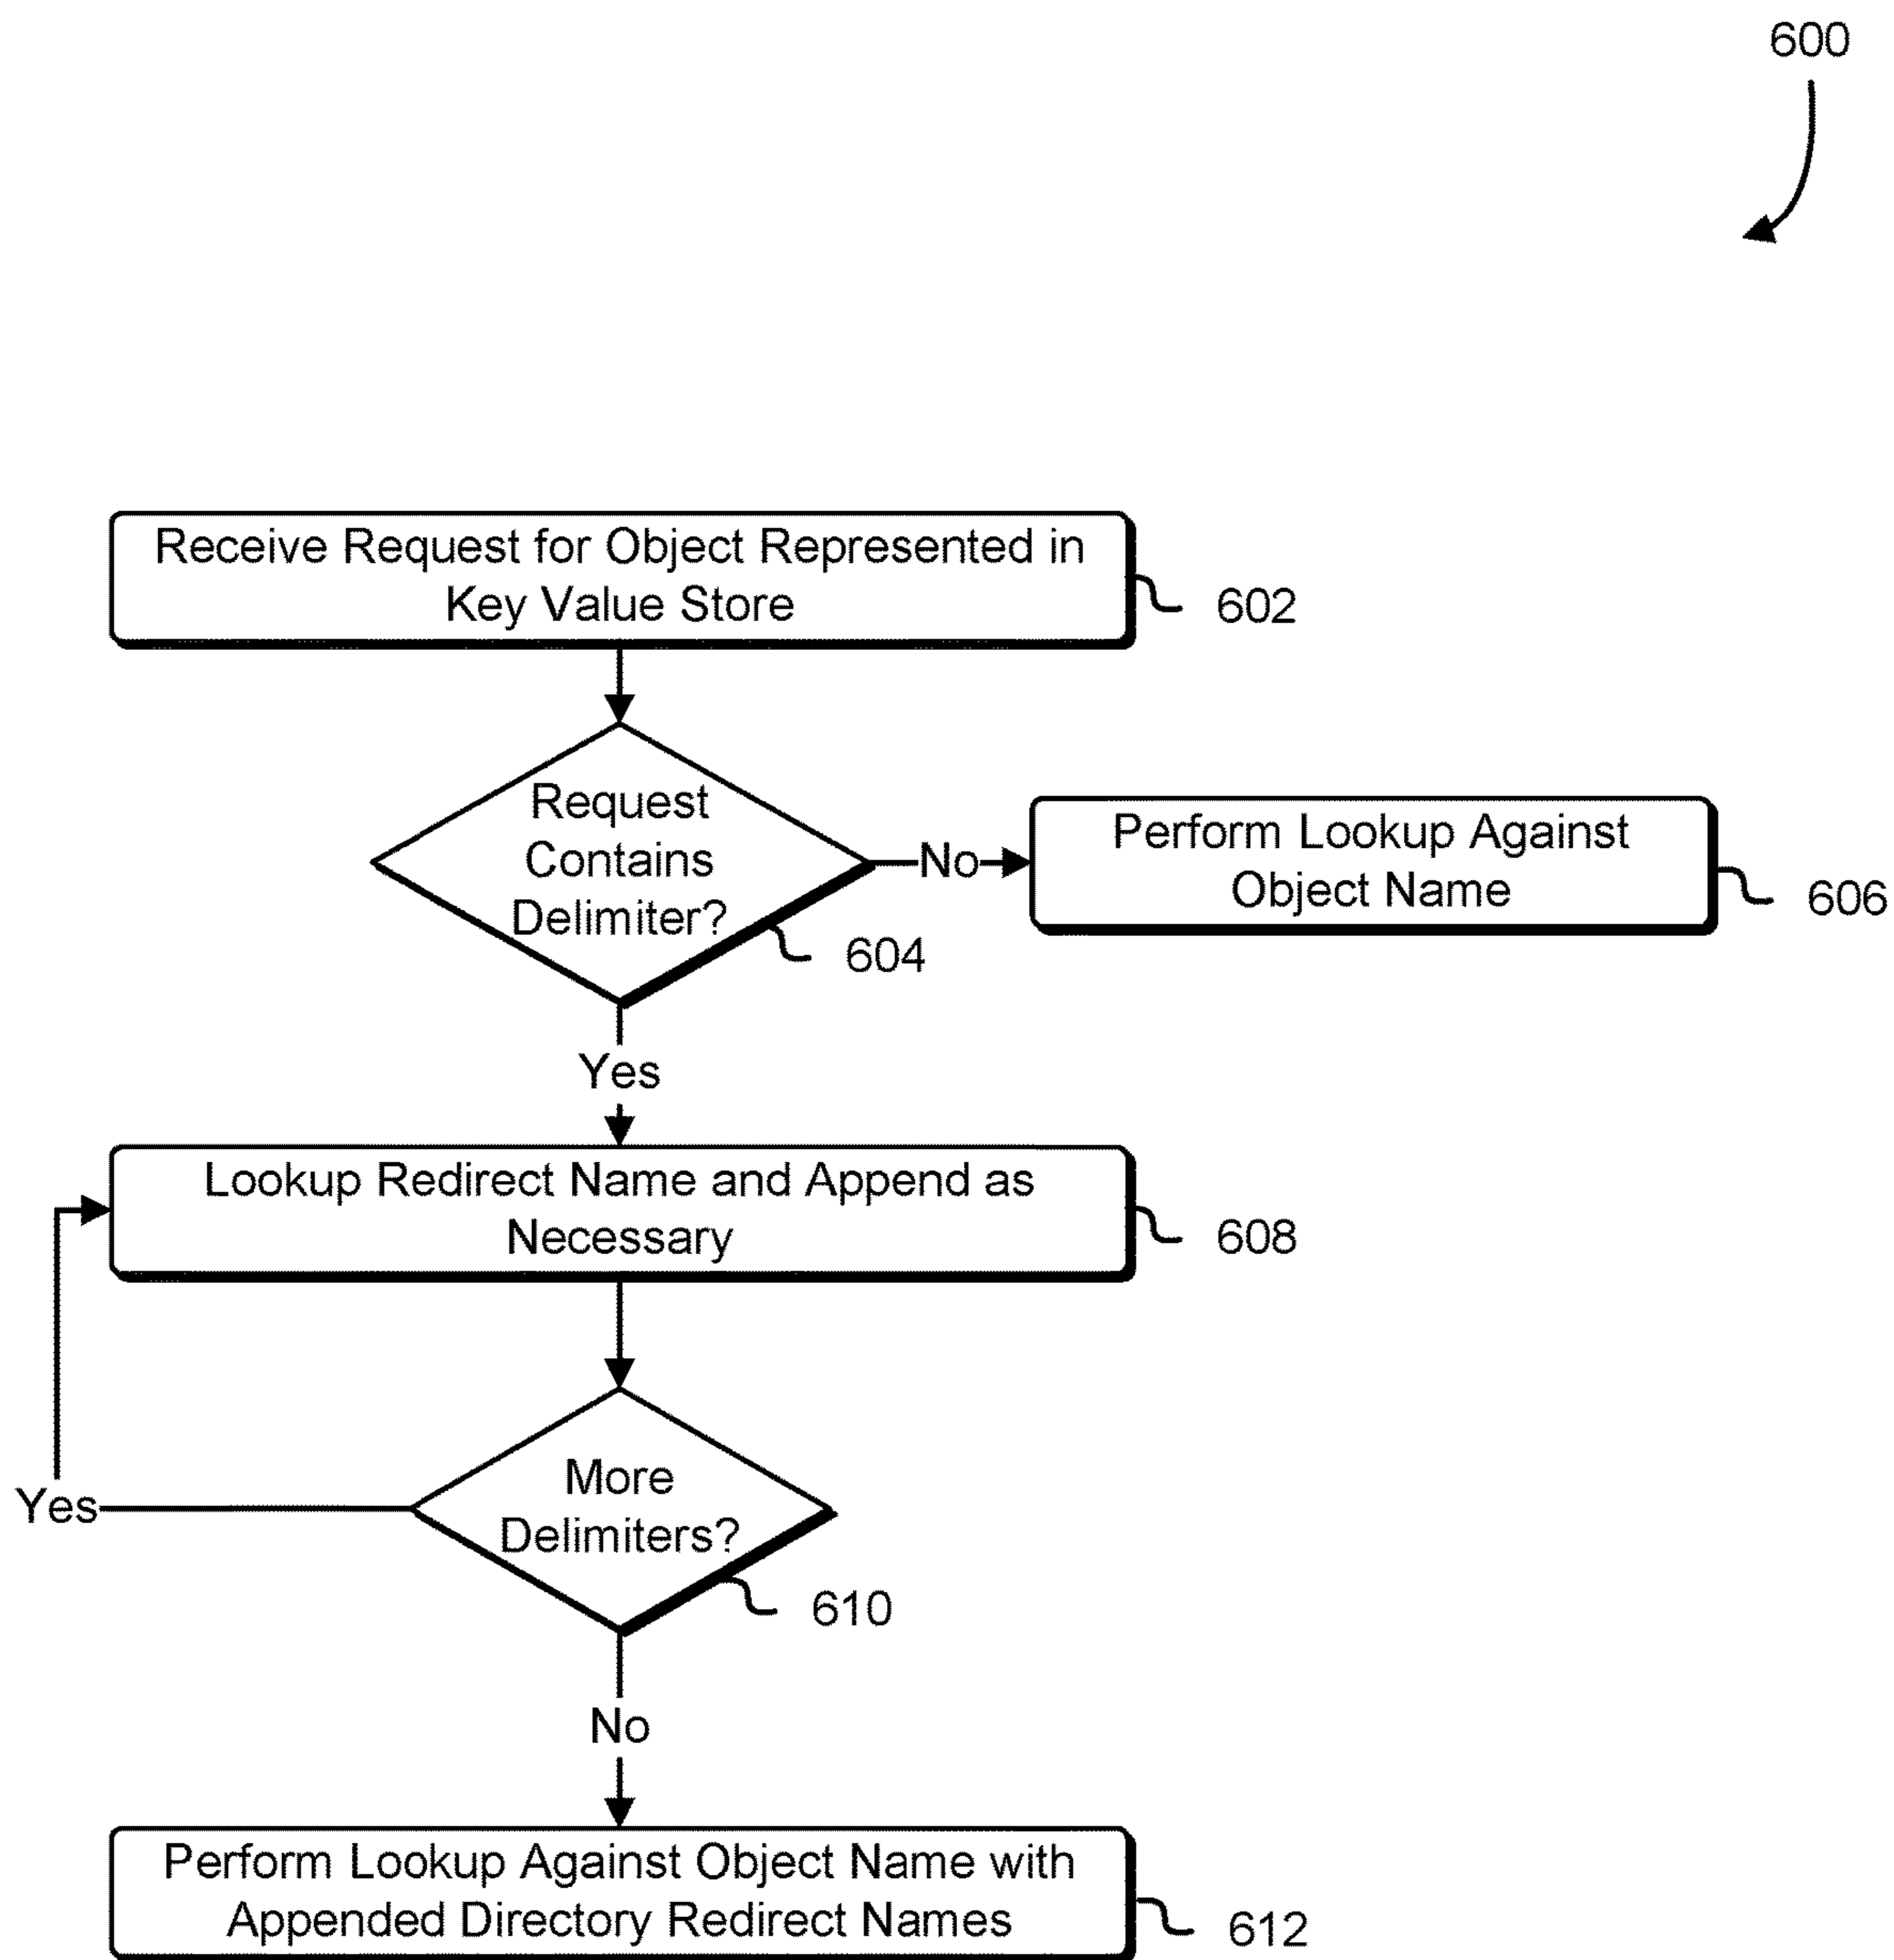 600
Receive Request for Object Represented in
Key Value Store
602
Request
Contains
Delimiter?
604
No
Perform Lookup Against
Object Name
606
Yes
Lookup Redirect Name and Append as
Necessary
608
More
Delimiters?
610
Yes
No
Perform Lookup Against Object Name with
Appended Directory Redirect Names
612